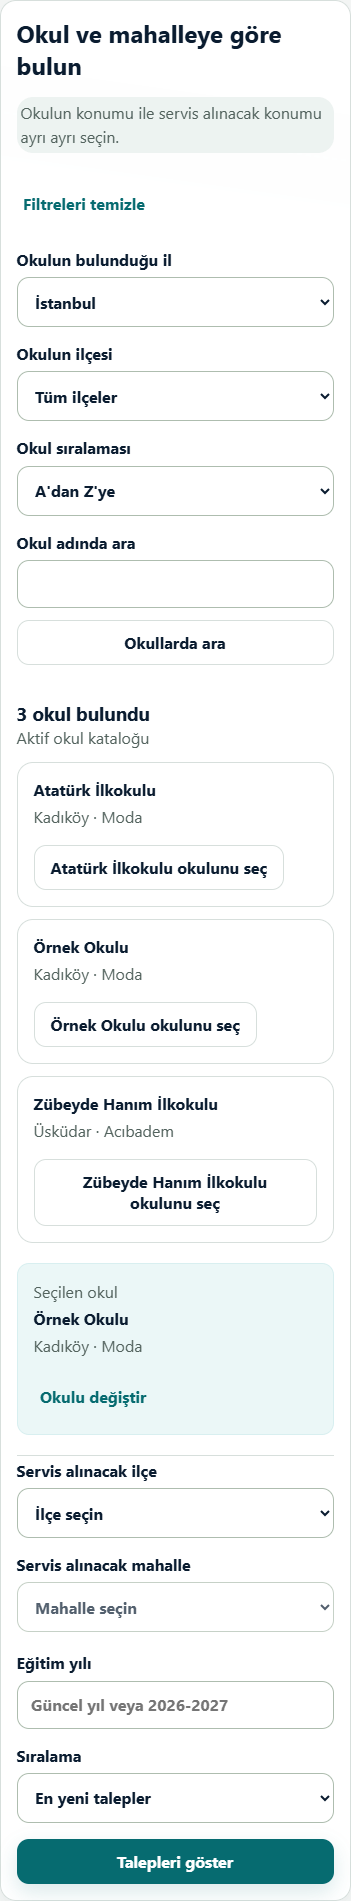 Okul ve mahalleye göre
bulun
Okulun konumu ile servis alınacak konumu
ayrı ayrı seçin.
Filtreleri temizle
Okulun bulunduğu il
İstanbul
Okulun ilçesi
Tüm ilçeler
Okul sıralaması
A'dan Z'ye
Okul adında ara
Okullarda ara
3 okul bulundu
Aktif okul kataloğu
Atatürk İlkokulu
Kadıköy · Moda
Atatürk İlkokulu okulunu seç
Örnek Okulu
Kadıköy · Moda
Örnek Okulu okulunu seç
Zübeyde Hanım İlkokulu
Üsküdar · Acıbadem
Zübeyde Hanım İlkokulu
okulunu seç
Seçilen okul
Örnek Okulu
Kadıköy · Moda
Okulu değiştir
Servis alınacak ilçe
İlçe seçin
Servis alınacak mahalle
Mahalle seçin
Eğitim yılı
Güncel yıl veya 2026-2027
Sıralama
En yeni talepler
Talepleri göster